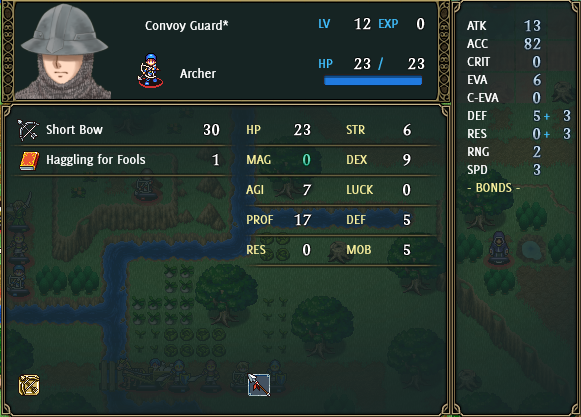 Convoy Guard*
LV 12 EXP 0
Archer
HP 23 / 23
Short Bow 30
Haggling for Fools 1
HP 23 STR 6
MAG 0 DEX 9
AGI 7 LUCK 0
PROF 17 DEF 5
RES 0 MOB 5
ATK 13
ACC 82
CRIT 0
EVA 6
C-EVA 0
DEF 5+ 3
RES 0+ 3
RNG 2
SPD 3
- BONDS -